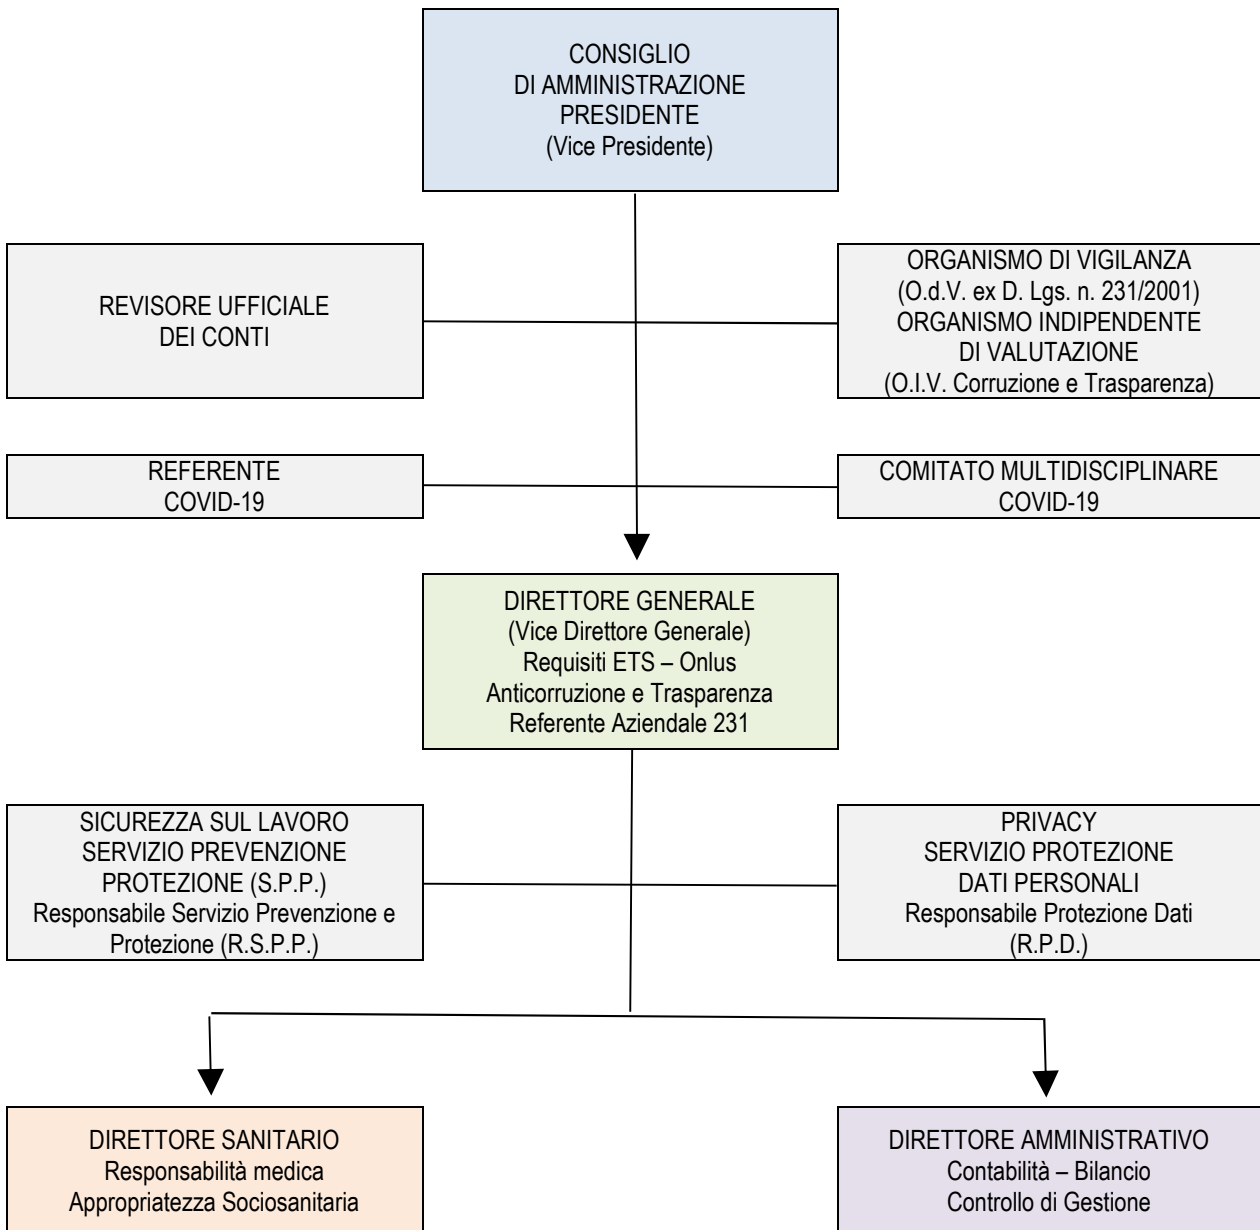 CONSIGLIO
DI AMMINISTRAZIONE
PRESIDENTE
(Vice Presidente)
REVISORE UFFICIALE
DEI CONTI
ORGANISMO DI VIGILANZA
(O.d.V. ex D. Lgs. n. 231/2001)
ORGANISMO INDIPENDENTE
DI VALUTAZIONE
(O.I.V. Corruzione e Trasparenza)
REFERENTE
COVID-19
COMITATO MULTIDISCIPLINARE
COVID-19
DIRETTORE GENERALE
(Vice Direttore Generale)
Requisiti ETS – Onlus
Anticorruzione e Trasparenza
Referente Aziendale 231
SICUREZZA SUL LAVORO
SERVIZIO PREVENZIONE
PROTEZIONE (S.P.P.)
Responsabile Servizio Prevenzione e
Protezione (R.S.P.P.)
PRIVACY
SERVIZIO PROTEZIONE
DATI PERSONALI
Responsabile Protezione Dati
(R.P.D.)
DIRETTORE SANITARIO
Responsabilità medica
Appropriatezza Sociosanitaria
DIRETTORE AMMINISTRATIVO
Contabilità – Bilancio
Controllo di Gestione